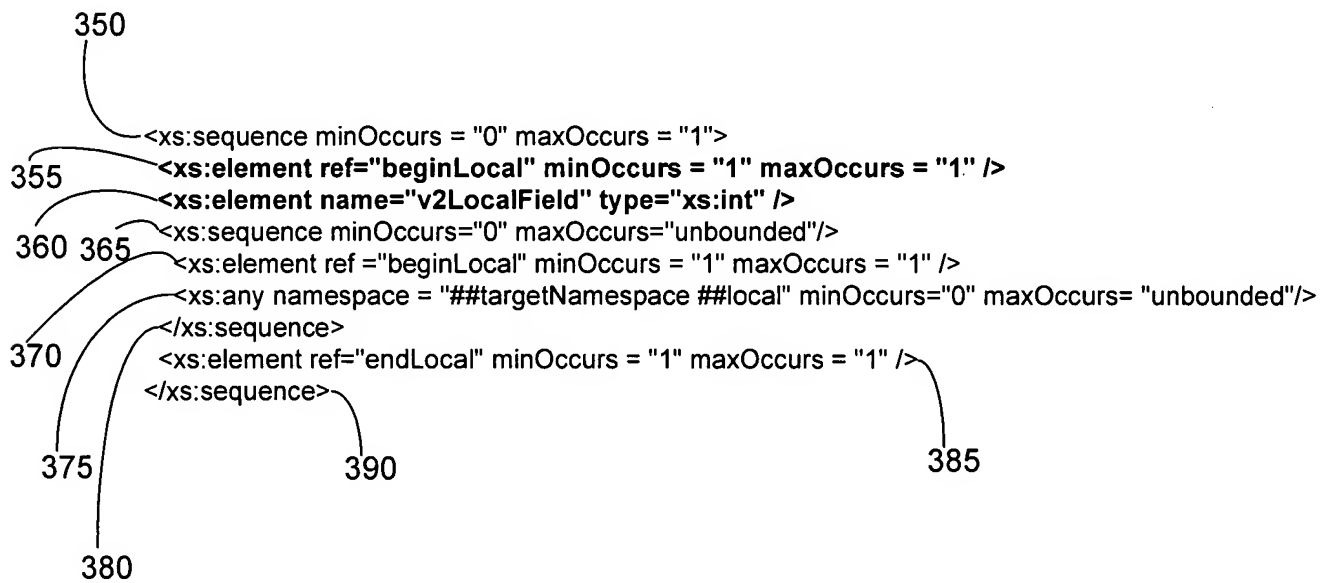 350
<xs:sequence minOccurs = "0" maxOccurs = "1">
355 <xs:element ref="beginLocal" minOccurs = "1" maxOccurs = "1" />
360 <xs:element name="v2LocalField" type="xs:int" />
365 <xs:sequence minOccurs="0" maxOccurs="unbounded"/>
<xs:element ref ="beginLocal" minOccurs = "1" maxOccurs = "1" />
<xs:any namespace = "##targetNamespace ##local" minOccurs="0" maxOccurs= "unbounded"/>
</xs:sequence>
370 <xs:element ref="endLocal" minOccurs = "1" maxOccurs = "1" />
</xs:sequence>
375 390 385
380